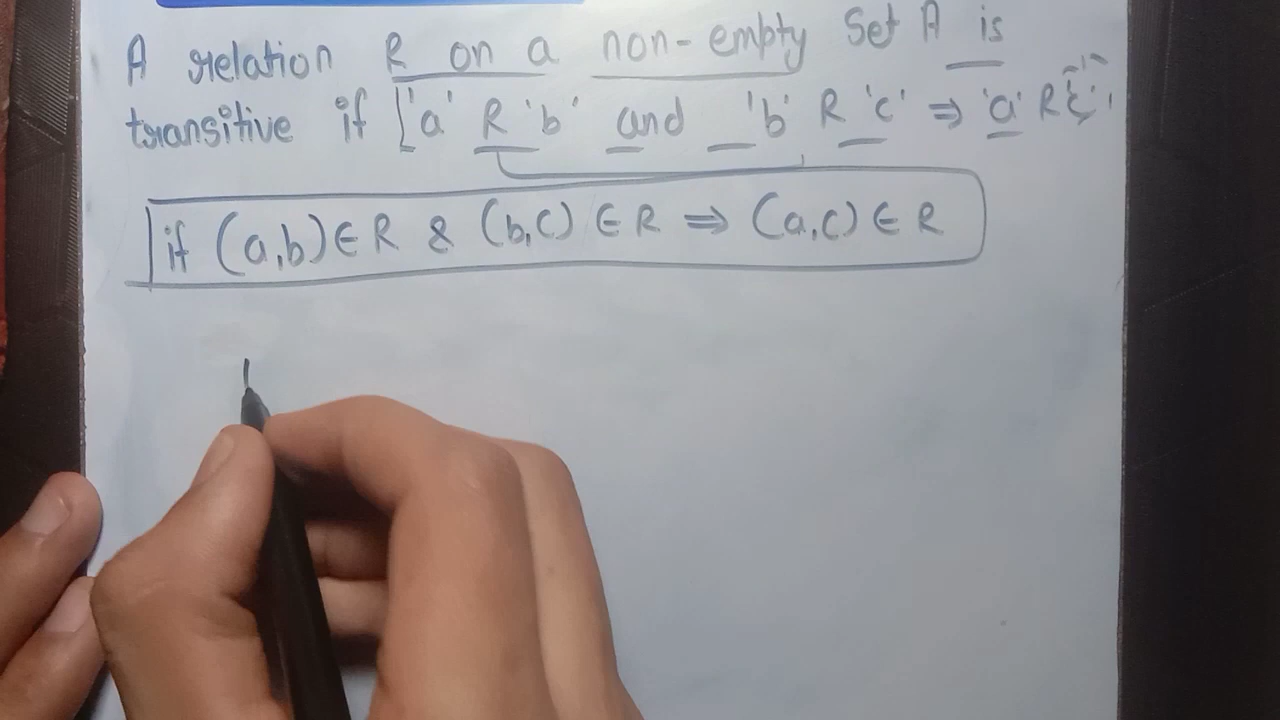 A relation R on a non-empty Set A is
transitive if ['a' R 'b' and 'b' R 'c' ⇒ 'a' R 'c'
if (a,b)∈R & (b,c) ∈ R ⇒ (a,c) ∈ R